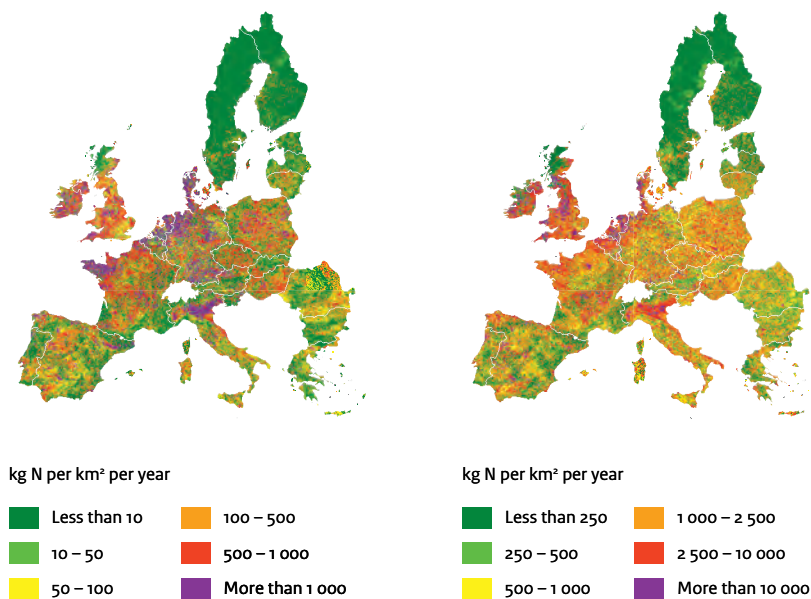 kg N per km² per year
Less than 10
10 – 50
50 – 100
100 – 500
500 – 1 000
More than 1 000
kg N per km² per year
Less than 250
250 – 500
500 – 1 000
1 000 – 2 500
2 500 – 10 000
More than 10 000